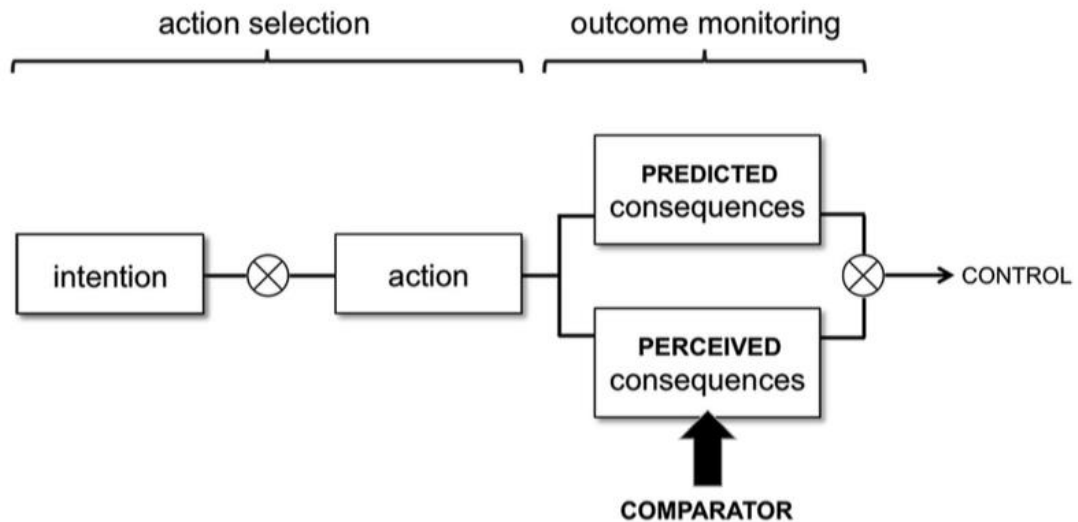 action selection
outcome monitoring
PREDICTED
consequences
intention
action
CONTROL
PERCEIVED
consequences
COMPARATOR